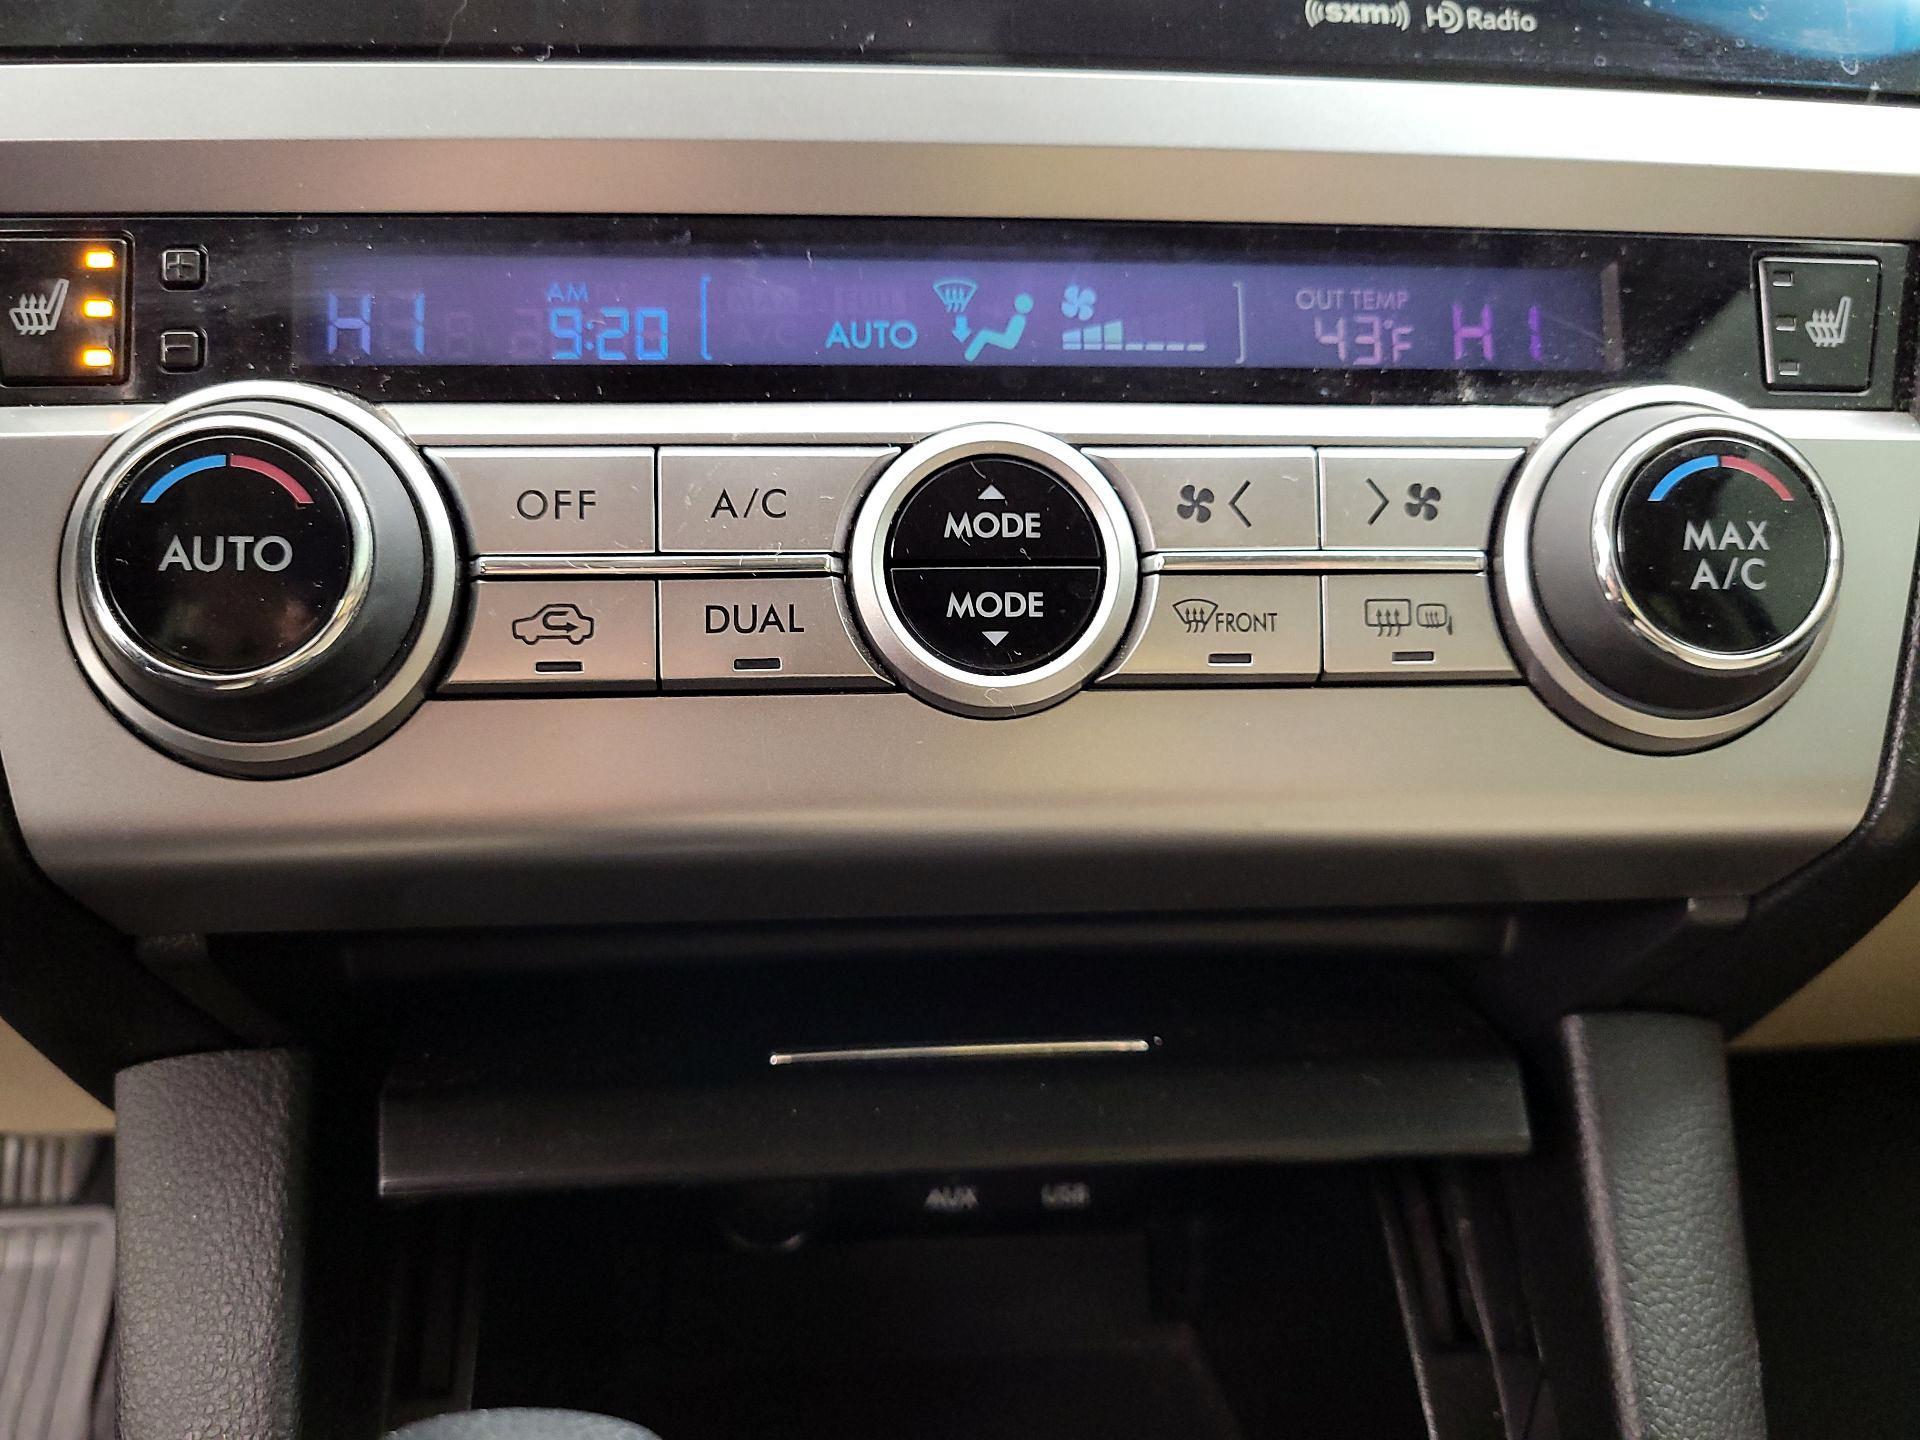 ((sxm)) HD Radio
AM
OUT TEMP
HI 9:20 AUTO 43°F HI
OFF A/C MODE
AUTO
MAX
A/C
DUAL MODE FRONT
AUX USB